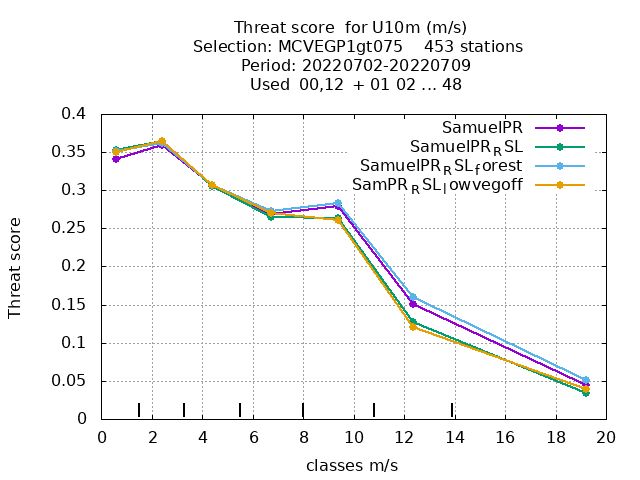 Threat score  for U10m (m/s)
Selection: MCVEGP1gt075    453 stations
Period: 20220702-20220709
Used  00,12  + 01 02 ... 48
SamuelPR
SamuelPR_RSL
SamuelPR_RSL_forest
SamPR_RSL_lowvegoff
0.4
0.35
0.3
0.25
0.2
0.15
0.1
0.05
0
Threat score
0 2 4 6 8 10 12 14 16 18 20
classes m/s